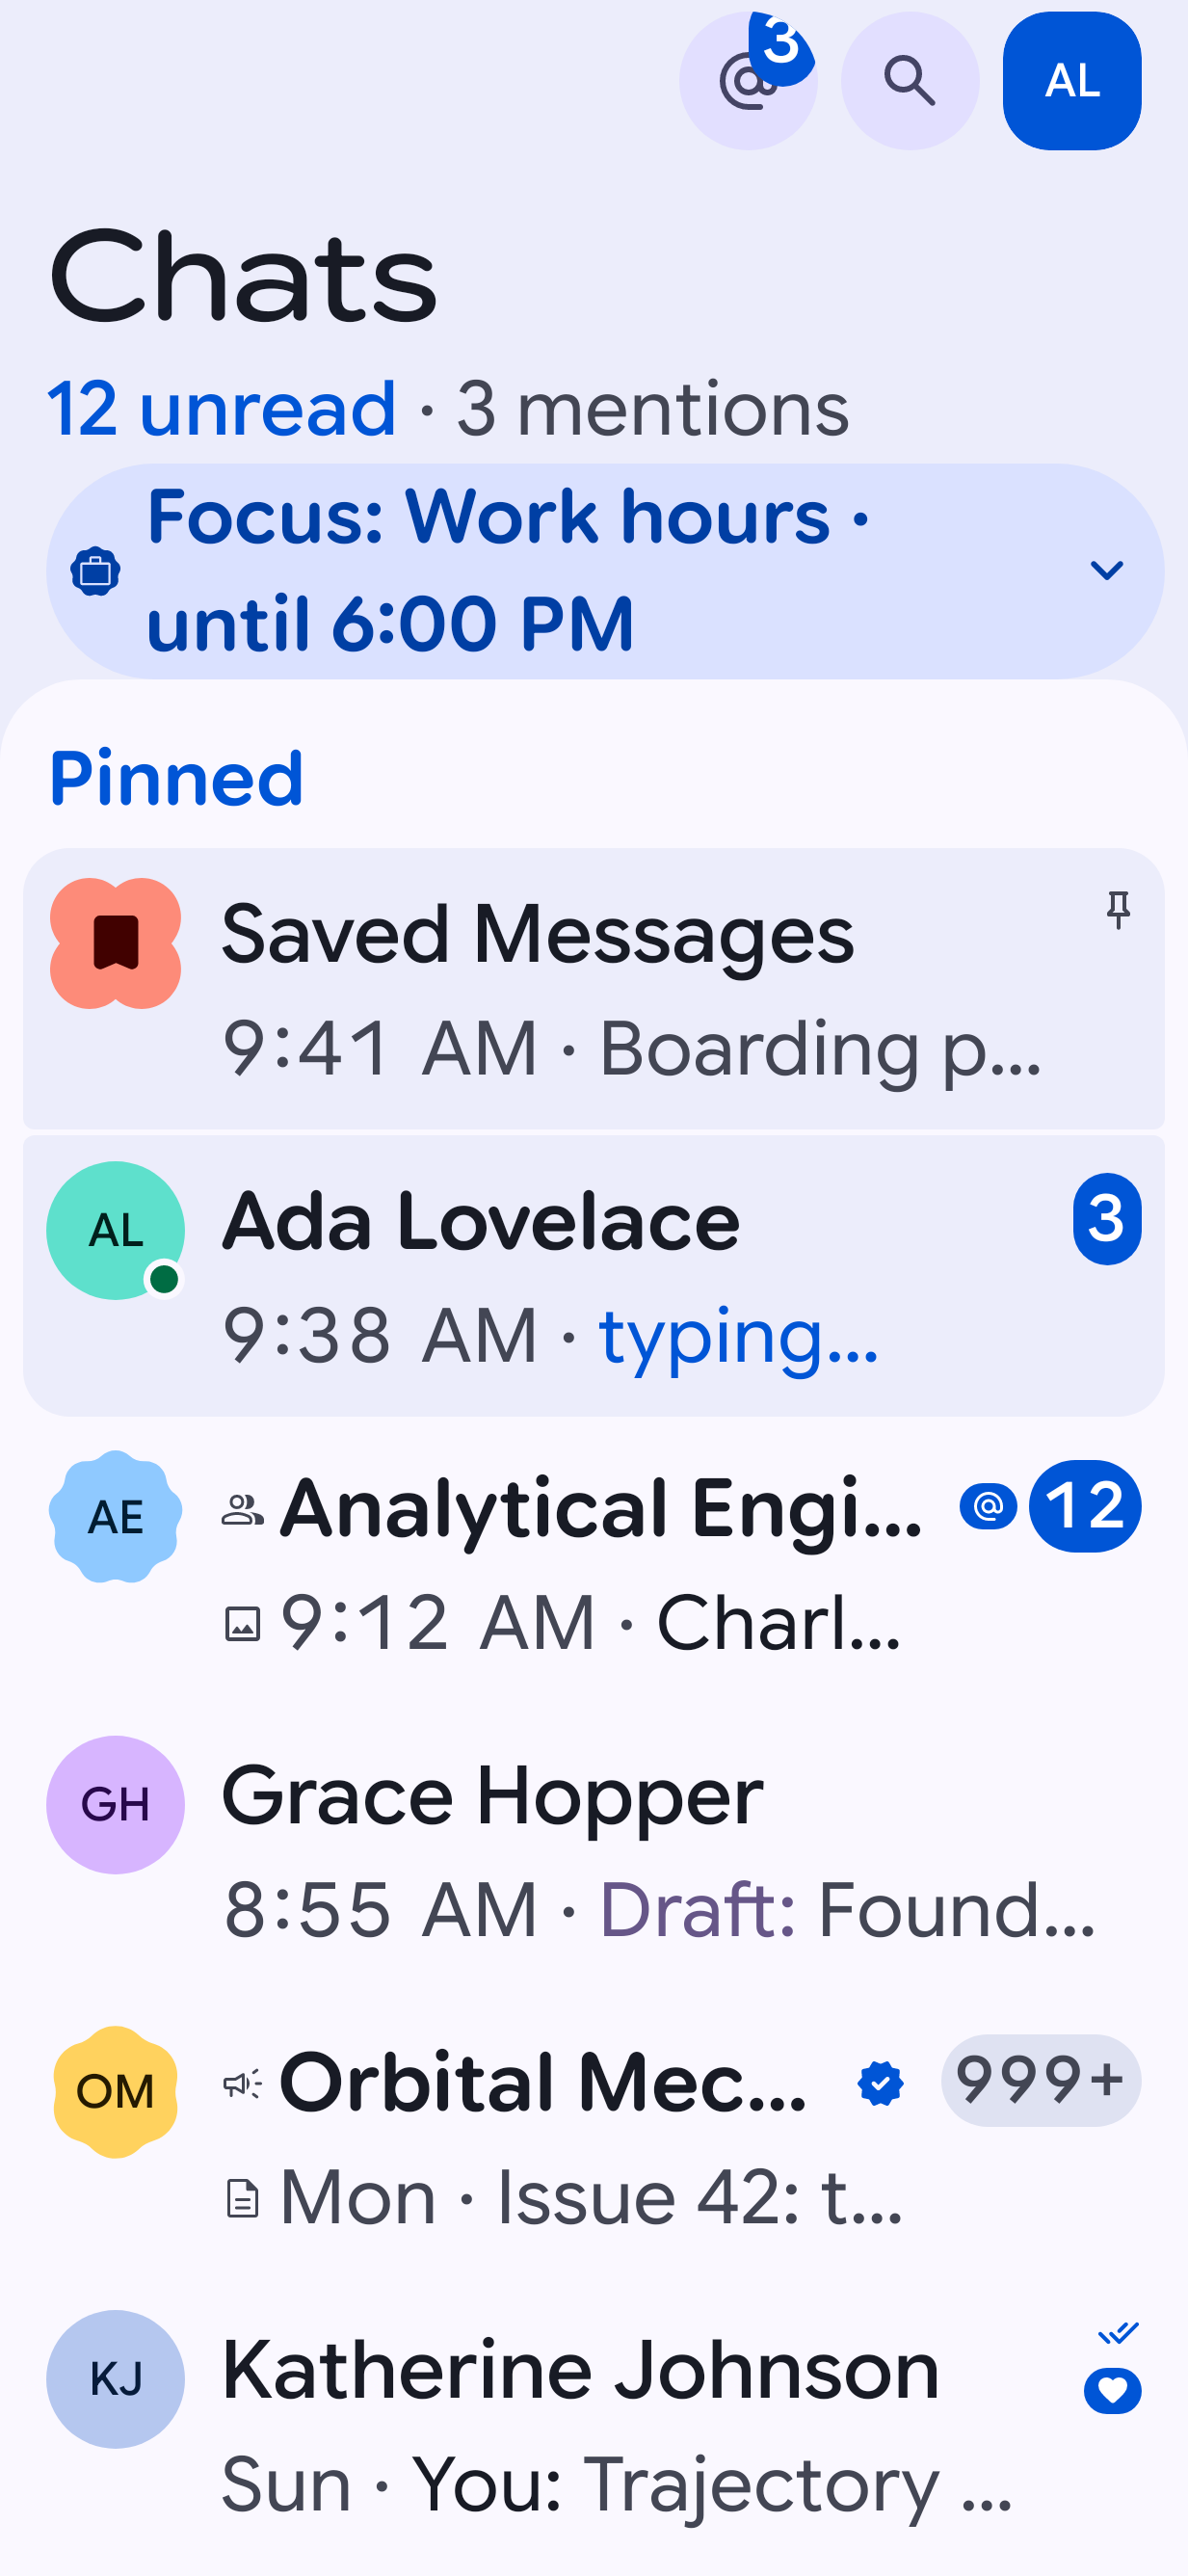 3
AL
Chats
12 unread · 3 mentions
Focus: Work hours ·
until 6:00 PM
Pinned
Saved Messages
9:41 AM · Boarding p...
AL
Ada Lovelace
3
9:38 AM · typing...
AE
Analytical Engi...
@ 12
9:12 AM · Charl...
GH
Grace Hopper
8:55 AM · Draft: Found...
OM
Orbital Mec...
999+
Mon · Issue 42: t...
KJ
Katherine Johnson
Sun · You: Trajectory ...